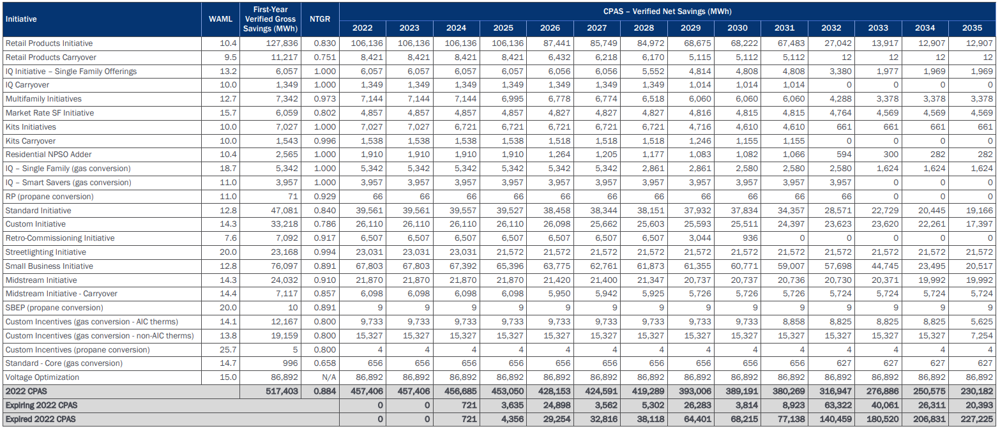 Initiative WAML First-Year Verified Gross Savings (MWh) NTGR CPAS – Verified Net Savings (MWh)
2022 2023 2024 2025 2026 2027 2028 2029 2030 2031 2032 2033 2034 2035
Retail Products Initiative 10.4 127,836 0.830 106,136 106,136 106,136 106,136 87,441 85,749 84,972 68,675 68,222 67,483 27,042 13,917 12,907 12,907
Retail Products Carryover 9.5 11,217 0.751 8,421 8,421 8,421 8,421 6,432 6,218 6,170 5,115 5,112 5,112 12 12 12 12
IQ Initiative – Single Family Offerings 13.2 6,057 1.000 6,057 6,057 6,057 6,057 6,056 6,056 5,552 4,814 4,808 4,808 3,380 1,977 1,969 1,969
IQ Carryover 10.0 1,349 1.000 1,349 1,349 1,349 1,349 1,349 1,349 1,349 1,014 1,014 1,014 0 0 0 0
Multifamily Initiatives 12.7 7,342 0.973 7,144 7,144 7,144 6,995 6,778 6,774 6,518 6,060 6,060 6,060 4,288 3,378 3,378 3,378
Market Rate SF Initiative 15.7 6,059 0.802 4,857 4,857 4,857 4,857 4,827 4,827 4,827 4,816 4,815 4,815 4,764 4,569 4,569 4,569
Kits Initiatives 10.0 7,027 1.000 7,027 7,027 6,721 6,721 6,721 6,721 6,721 4,716 4,610 4,610 661 661 661 661
Kits Carryover 10.0 1,543 0.996 1,538 1,538 1,538 1,538 1,518 1,518 1,518 1,246 1,155 1,155 0 0 0 0
Residential NPSO Adder 10.4 2,565 1.000 1,910 1,910 1,910 1,910 1,264 1,205 1,177 1,083 1,082 1,066 594 300 282 282
IQ – Single Family (gas conversion) 18.7 5,342 1.000 5,342 5,342 5,342 5,342 5,342 5,342 2,861 2,861 2,580 2,580 2,580 1,624 1,624 1,624
IQ – Smart Savers (gas conversion) 11.0 3,957 1.000 3,957 3,957 3,957 3,957 3,957 3,957 3,957 3,957 3,957 3,957 3,957 0 0 0
RP (propane conversion) 11.0 71 0.929 66 66 66 66 66 66 66 66 66 66 66 0 0 0
Standard Initiative 12.8 47,081 0.840 39,561 39,561 39,557 39,527 38,458 38,344 38,151 37,932 37,834 34,357 28,571 22,729 20,445 19,166
Custom Initiative 14.3 33,218 0.786 26,110 26,110 26,110 26,110 26,098 25,662 25,603 25,593 25,511 24,397 23,623 23,620 22,261 17,397
Retro-Commissioning Initiative 7.6 7,092 0.917 6,507 6,507 6,507 6,507 6,507 6,507 6,507 3,044 936 0 0 0 0 0
Streetlighting Initiative 20.0 23,168 0.994 23,031 23,031 23,031 21,572 21,572 21,572 21,572 21,572 21,572 21,572 21,572 21,572 21,572 21,572
Small Business Initiative 12.8 76,097 0.891 67,803 67,803 67,392 65,396 63,775 62,761 61,873 61,355 60,771 59,007 57,698 44,745 23,495 20,517
Midstream Initiative 14.3 24,032 0.910 21,870 21,870 21,870 21,870 21,420 21,400 21,347 20,737 20,737 20,736 20,730 20,371 19,992 19,992
Midstream Initiative - Carryover 14.4 7,117 0.857 6,098 6,098 6,098 6,098 5,950 5,942 5,925 5,726 5,726 5,726 5,724 5,724 5,724 5,724
SBEP (propane conversion) 20.0 10 0.891 9 9 9 9 9 9 9 9 9 9 9 9 9 9
Custom Incentives (gas conversion - AIC therms) 14.1 12,167 0.800 9,733 9,733 9,733 9,733 9,733 9,733 9,733 9,733 9,733 8,858 8,825 8,825 8,825 5,625
Custom Incentives (gas conversion - non-AIC therms) 13.8 19,159 0.800 15,327 15,327 15,327 15,327 15,327 15,327 15,327 15,327 15,327 15,327 15,327 15,327 15,327 7,254
Custom Incentives (propane conversion) 25.7 5 0.800 4 4 4 4 4 4 4 4 4 4 4 4 4 4
Standard - Core (gas conversion) 14.7 996 0.658 656 656 656 656 656 656 656 656 656 656 627 627 627 627
Voltage Optimization 15.0 86,892 N/A 86,892 86,892 86,892 86,892 86,892 86,892 86,892 86,892 86,892 86,892 86,892 86,892 86,892 86,892
2022 CPAS 517,403 0.884 457,406 457,406 456,685 453,050 428,153 424,591 419,289 393,006 389,191 380,269 316,947 276,886 250,575 230,182
Expiring 2022 CPAS 0 0 721 3,635 24,898 3,562 5,302 26,283 3,814 8,923 63,322 40,061 26,311 20,393
Expired 2022 CPAS 0 0 721 4,356 29,254 32,816 38,118 64,401 68,215 77,138 140,459 180,520 206,831 227,225